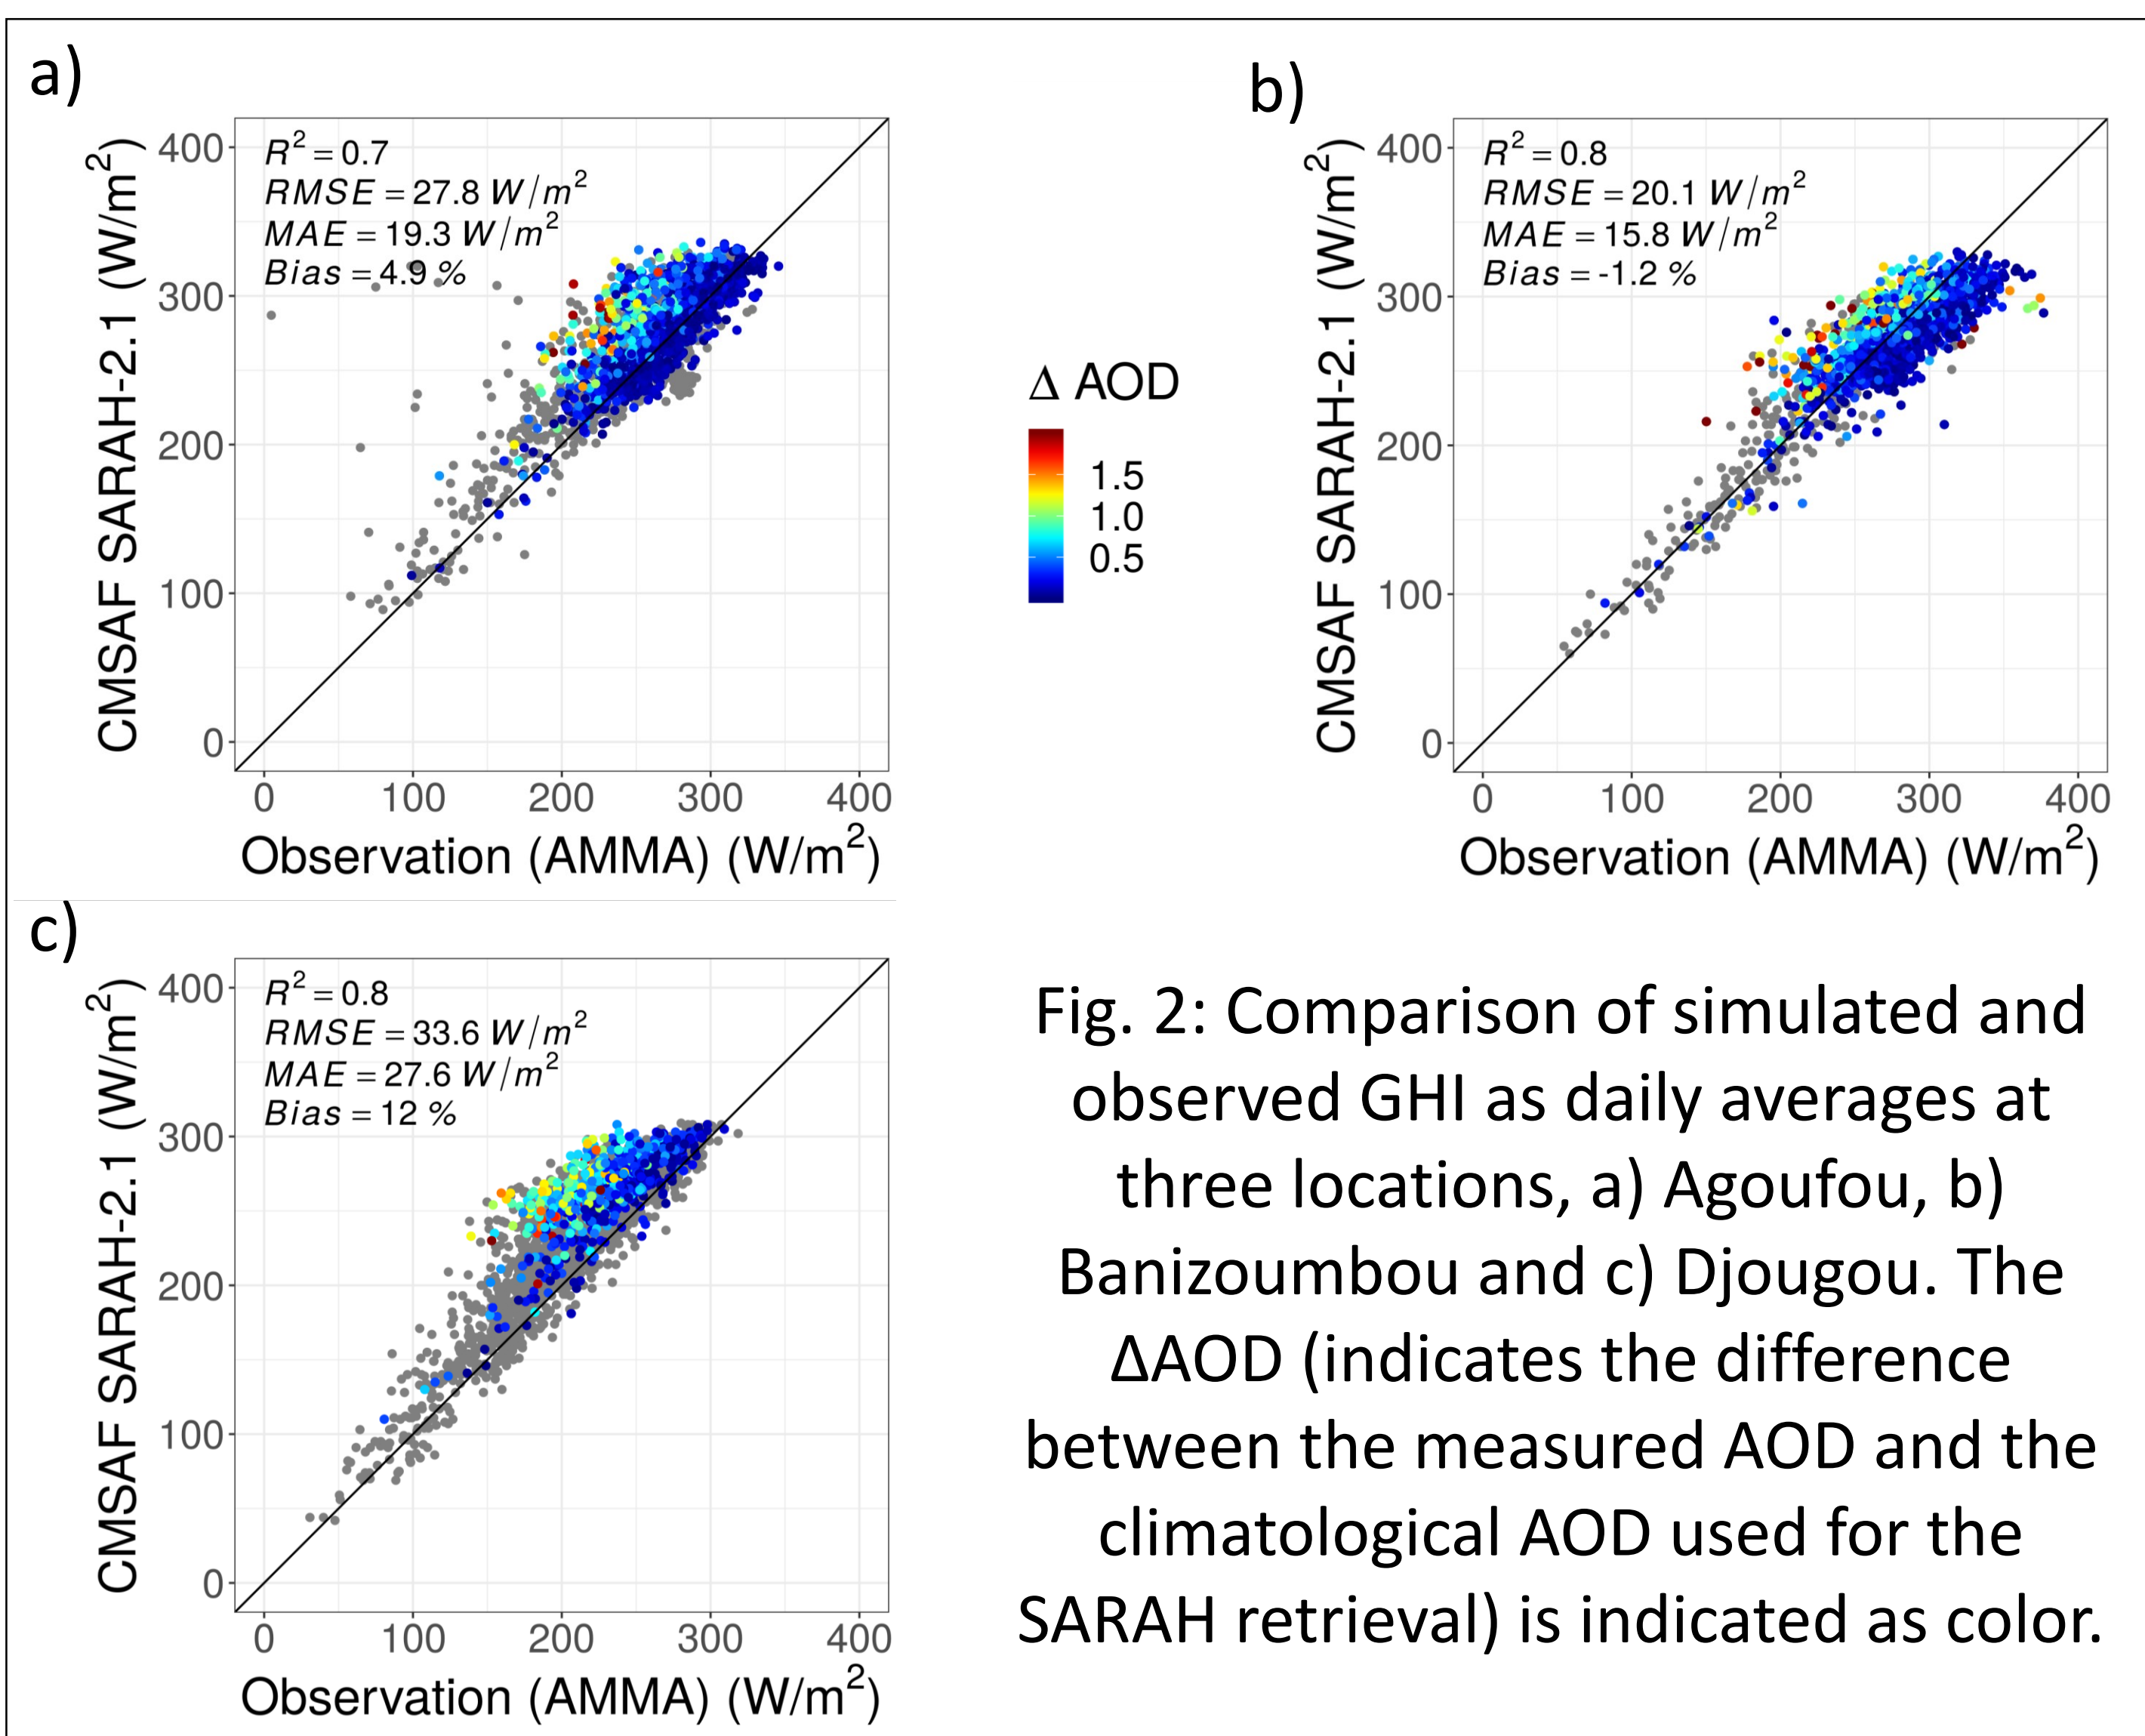 a)
CMSAF SARAH-2.1 (W/m²)
400
300
200
100
0
R² = 0.7
RMSE = 27.8 W/m²
MAE = 19.3 W/m²
Bias = 4.9 %
0 100 200 300 400
Observation (AMMA) (W/m²)
Δ AOD
1.5
1.0
0.5
b)
CMSAF SARAH-2.1 (W/m²)
400
300
200
100
0
R² = 0.8
RMSE = 20.1 W/m²
MAE = 15.8 W/m²
Bias = -1.2 %
0 100 200 300 400
Observation (AMMA) (W/m²)
c)
CMSAF SARAH-2.1 (W/m²)
400
300
200
100
0
R² = 0.8
RMSE = 33.6 W/m²
MAE = 27.6 W/m²
Bias = 12 %
0 100 200 300 400
Observation (AMMA) (W/m²)
Fig. 2: Comparison of simulated and
observed GHI as daily averages at
three locations, a) Agoufou, b)
Banizoumbou and c) Djougou. The
ΔAOD (indicates the difference
between the measured AOD and the
climatological AOD used for the
SARAH retrieval) is indicated as color.